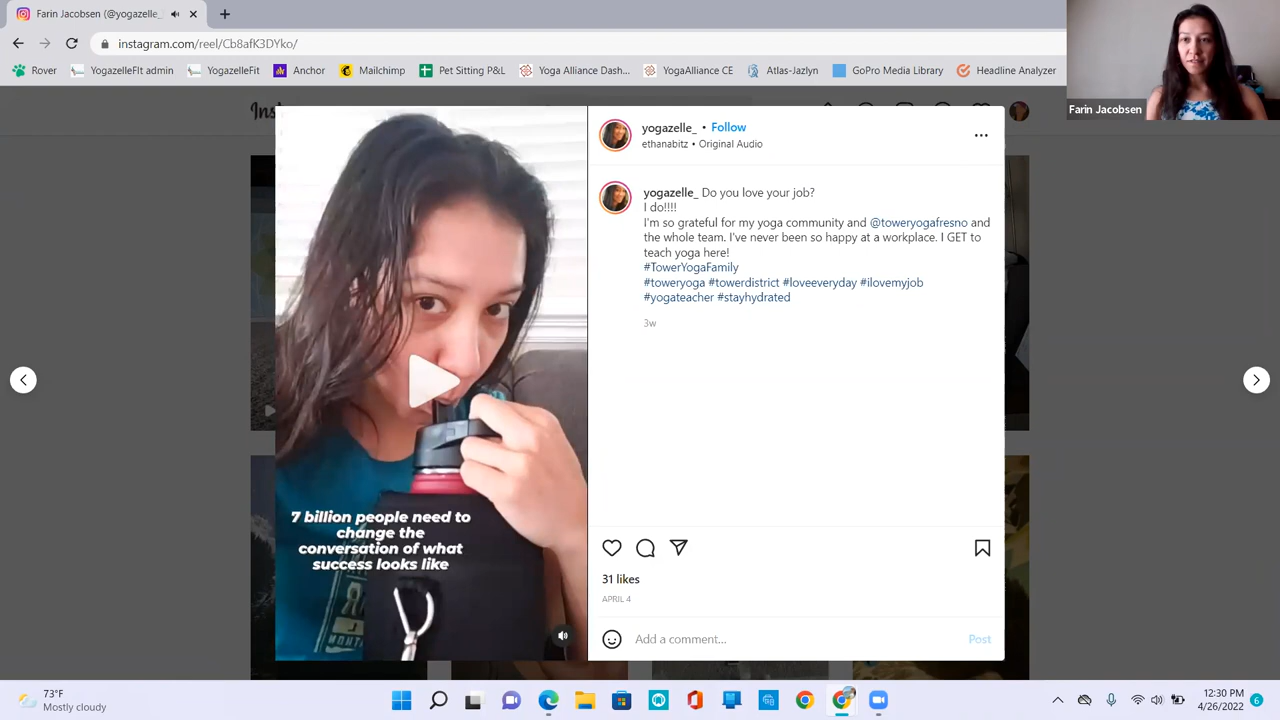 Farin Jacobsen (@yogazelle_
instagram.com/reel/Cb8afK3DYko/
Rover
YogazelleFIt admin
YogazelleFit
Anchor
Mailchimp
Pet Sitting P&L
Yoga Alliance Dash...
YogaAlliance CE
Atlas-Jazlyn
GoPro Media Library
Headline Analyzer
Farin Jacobsen
yogazelle_ • Follow
ethanabitz • Original Audio
yogazelle_ Do you love your job?
I do!!!!
I'm so grateful for my yoga community and @toweryogafresno and
the whole team. I've never been so happy at a workplace. I GET to
teach yoga here!
#TowerYogaFamily
#toweryoga #towerdistrict #loveeveryday #ilovemyjob
#yogateacher #stayhydrated
3w
7 billion people need to
change the
conversation of what
success looks like
31 likes
APRIL 4
Add a comment...
Post
73°F
Mostly cloudy
12:30 PM
4/26/2022
6